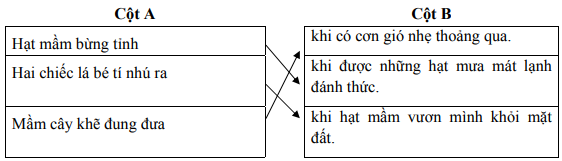 Cột A
Cột B
Hạt mầm bừng tỉnh
Hai chiếc lá bé tí nhú ra
Mầm cây khẽ đung đưa
khi có cơn gió nhẹ thoảng qua.
khi được những hạt mưa mát lạnh
đánh thức.
khi hạt mầm vươn mình khỏi mặt
đất.